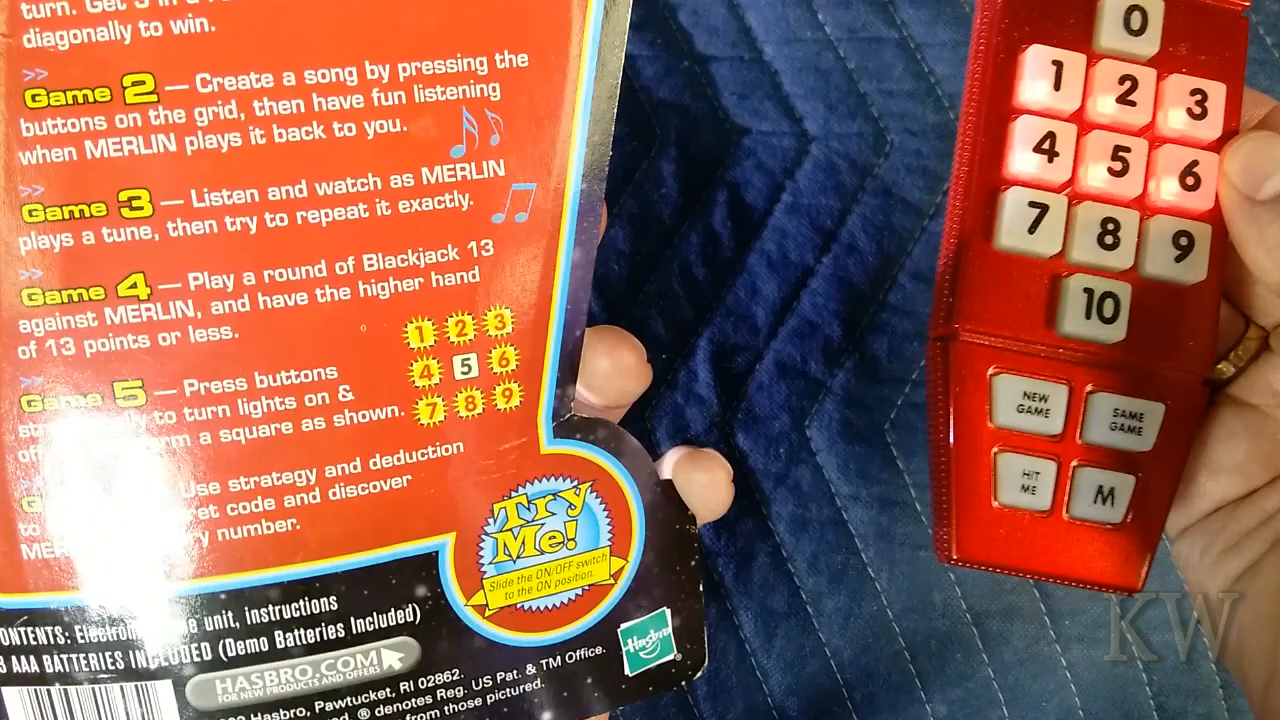 turn. Get 3 in a
diagonally to win.
>>
Game 2 — Create a song by pressing the
buttons on the grid, then have fun listening
when MERLIN plays it back to you.
>>
Game 3 — Listen and watch as MERLIN
plays a tune, then try to repeat it exactly.
>>
Game 4 — Play a round of Blackjack 13
against MERLIN, and have the higher hand
of 13 points or less.
>>
Game 5 — Press buttons
to turn lights on &
a square as shown.
1 2 3
4 5 6
7 8 9
Use strategy and deduction
code and discover
to
number.
Try
Me!
Slide the ON/OFF switch
to the ON position.
unit, instructions
3 AAA BATTERIES INCLUDED (Demo Batteries Included)
HASBRO.COM
FOR NEW PRODUCTS AND OFFERS
Hasbro
®
Hasbro, Pawtucket, RI 02862.
® denotes Reg. US Pat. & TM Office.
from those pictured.
0
1 2 3
4 5 6
7 8 9
10
NEW
GAME
SAME
GAME
HIT
ME
M
KW